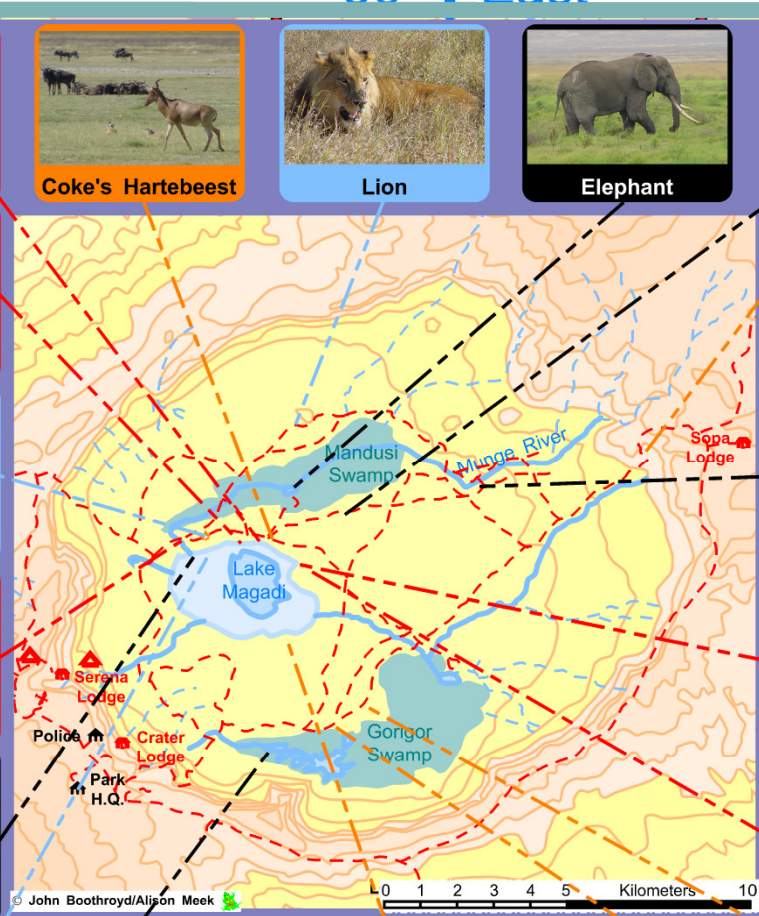 Coke's Hartebeest
Lion
Elephant
Mandusi
Swamp
Munge River
Sopa
Lodge
Lake
Magadi
Serena
Lodge
Police
Crater
Lodge
Park
H.Q.
Gorigor
Swamp
0 1 2 3 4 5 Kilometers 10
© John Boothroyd/Alison Meek